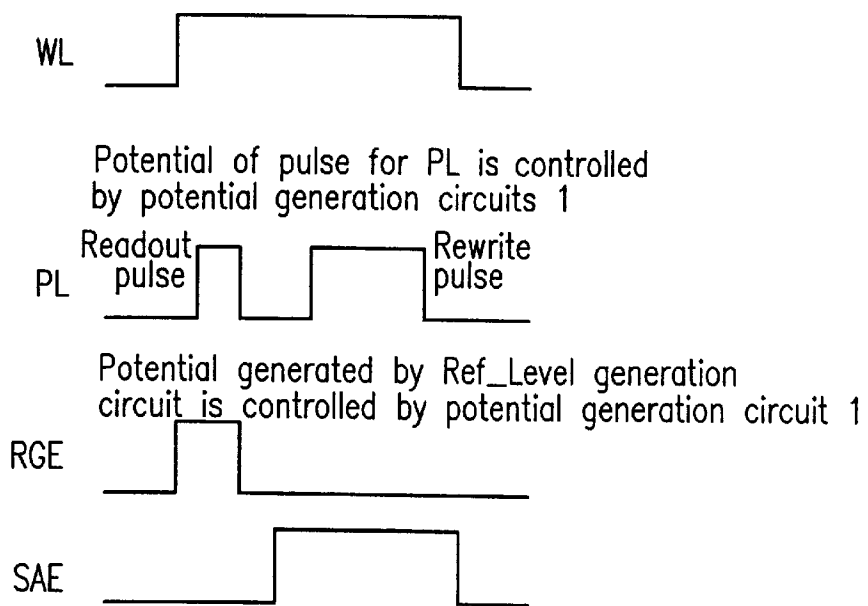 WL
Potential of pulse for PL is controlled
by potential generation circuits 1
Readout
pulse
Rewrite
pulse
PL
Potential generated by Ref_Level generation
circuit is controlled by potential generation circuit 1
RGE
SAE